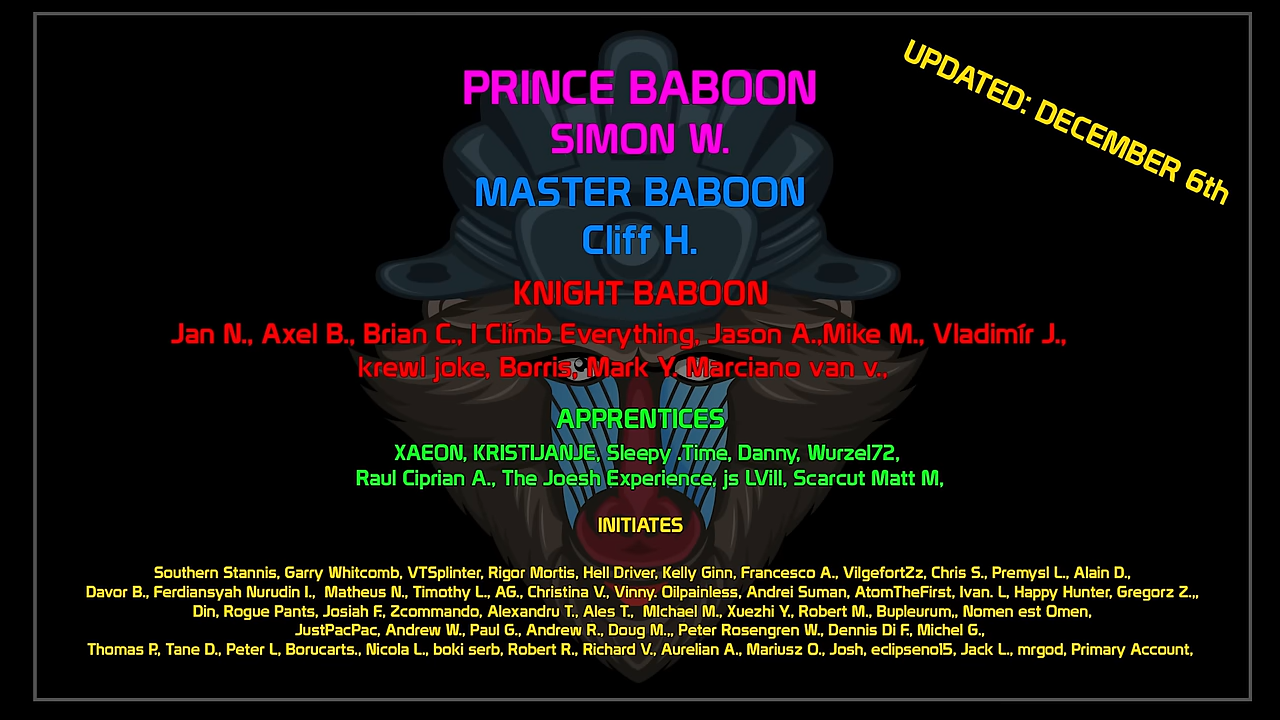 PRINCE BABOON
SIMON W.
UPDATED: DECEMBER 6th
MASTER BABOON
Cliff H.
KNIGHT BABOON
Jan N., Axel B., Brian C., I Climb Everything, Jason A.,Mike M., Vladimír J.,
krewl joke, Borris, Mark Y. Marciano van v.,
APPRENTICES
XAEON, KRISTIJANJE, Sleepy .Time, Danny, Wurzel72,
Raul Ciprian A., The Joesh Experience, js LVill, Scarcut Matt M,
INITIATES
Southern Stannis, Garry Whitcomb, VTSplinter, Rigor Mortis, Hell Driver, Kelly Ginn, Francesco A., VilgefortZz, Chris S., Premysl L., Alain D.,
Davor B., Ferdiansyah Nurudin I., Matheus N., Timothy L., AG., Christina V., Vinny. Oilpainless, Andrei Suman, AtomTheFirst, Ivan. L, Happy Hunter, Gregorz Z.,,
Din, Rogue Pants, Josiah F., Zcommando, Alexandru T., Ales T., MIchael M., Xuezhi Y., Robert M., Bupleurum,, Nomen est Omen,
JustPacPac, Andrew W., Paul G., Andrew R., Doug M.,, Peter Rosengren W., Dennis Di F., Michel G.,
Thomas P., Tane D., Peter L, Borucarts., Nicola L., boki serb, Robert R., Richard V., Aurelian A., Mariusz O., Josh, eclipseno15, Jack L., mrgod, Primary Account,